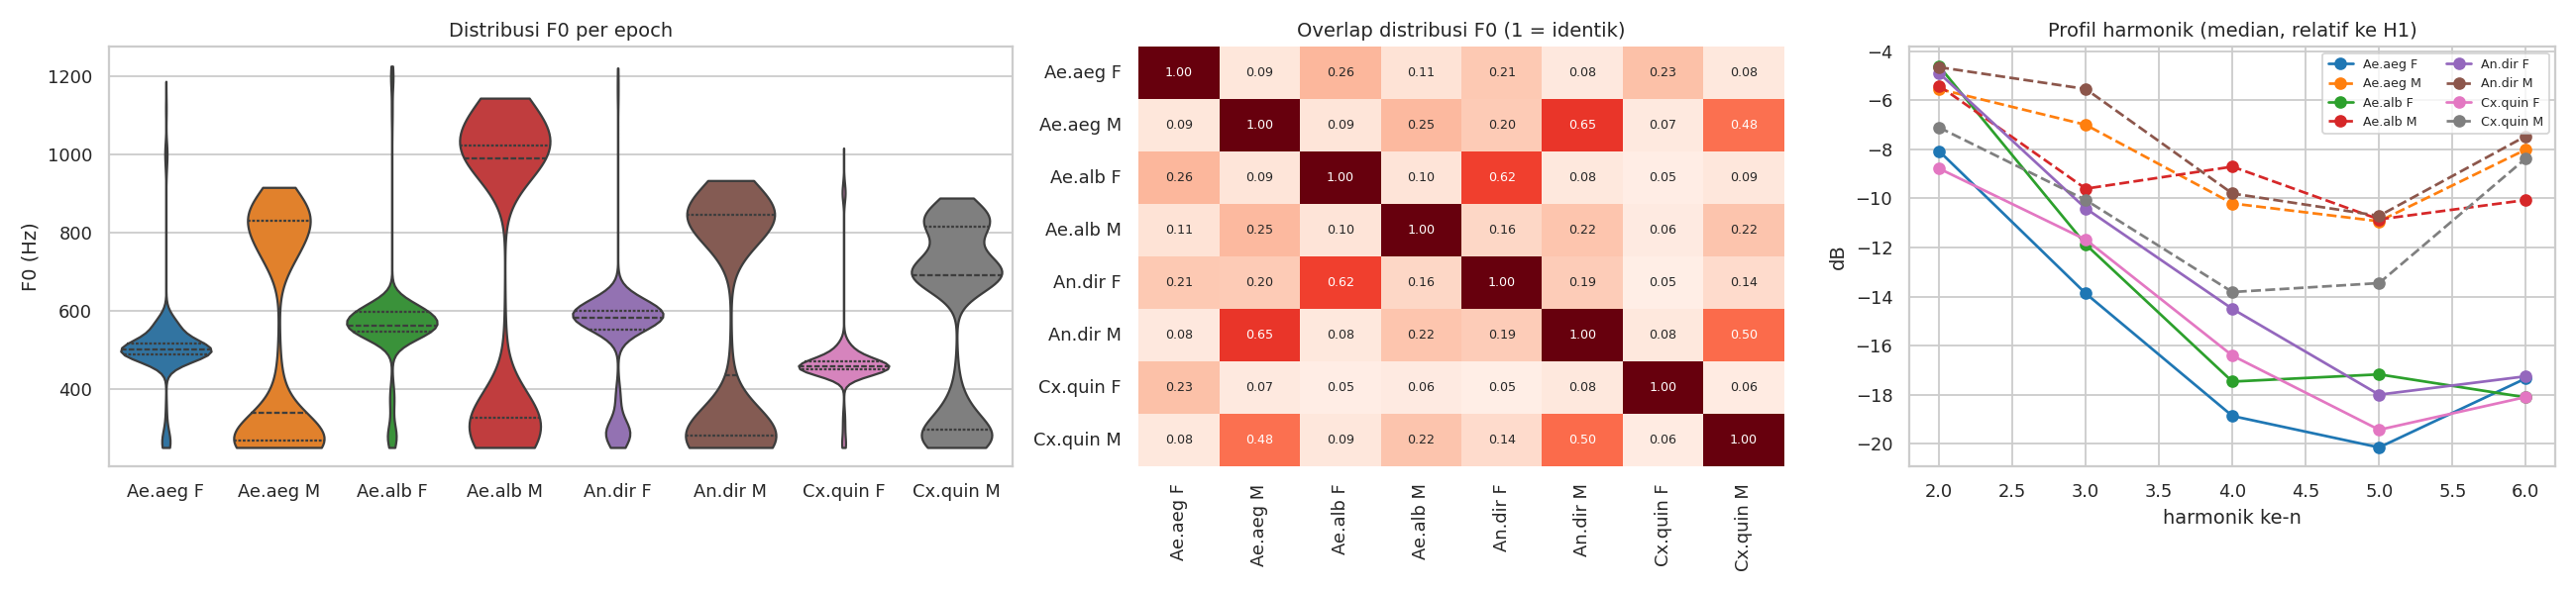 Distribusi F0 per epoch
F0 (Hz)
1200
1000
800
600
400
Ae.aeg F Ae.aeg M Ae.alb F Ae.alb M An.dir F An.dir M Cx.quin F Cx.quin M
Overlap distribusi F0 (1 = identik)
Ae.aeg F 1.00 0.09 0.26 0.11 0.21 0.08 0.23 0.08
Ae.aeg M 0.09 1.00 0.09 0.25 0.20 0.65 0.07 0.48
Ae.alb F 0.26 0.09 1.00 0.10 0.62 0.08 0.05 0.09
Ae.alb M 0.11 0.25 0.10 1.00 0.16 0.22 0.06 0.22
An.dir F 0.21 0.20 0.62 0.16 1.00 0.19 0.05 0.14
An.dir M 0.08 0.65 0.08 0.22 0.19 1.00 0.08 0.50
Cx.quin F 0.23 0.07 0.05 0.06 0.05 0.08 1.00 0.06
Cx.quin M 0.08 0.48 0.09 0.22 0.14 0.50 0.06 1.00
Ae.aeg F Ae.aeg M Ae.alb F Ae.alb M An.dir F An.dir M Cx.quin F Cx.quin M
Profil harmonik (median, relatif ke H1)
dB
−4
−6
−8
−10
−12
−14
−16
−18
−20
Ae.aeg F An.dir F
Ae.aeg M An.dir M
Ae.alb F Cx.quin F
Ae.alb M Cx.quin M
2.0 2.5 3.0 3.5 4.0 4.5 5.0 5.5 6.0
harmonik ke-n